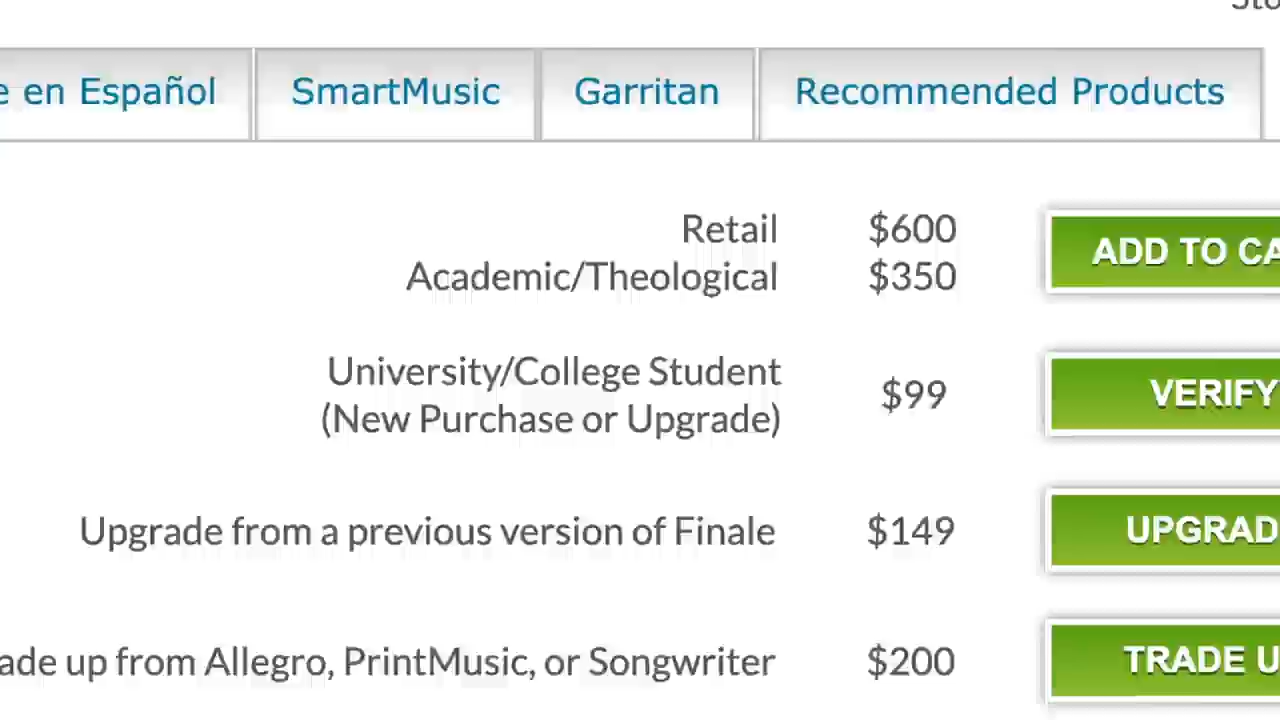 e en Español SmartMusic Garritan Recommended Products
Retail $600
ADD TO CA
Academic/Theological $350
University/College Student
$99 VERIFY
(New Purchase or Upgrade)
Upgrade from a previous version of Finale $149 UPGRAD
ade up from Allegro, PrintMusic, or Songwriter $200 TRADE U